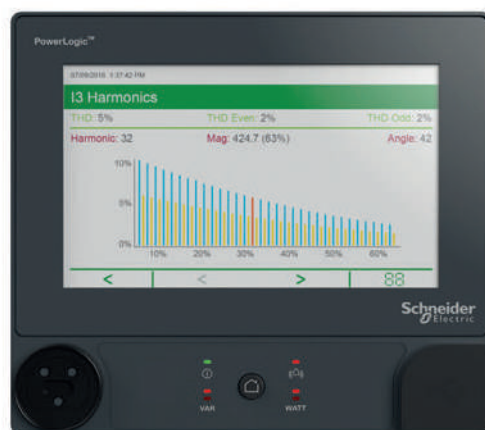 PowerLogic™
07/09/2016 1:37:42 PM
I3 Harmonics
THD: 5% THD Even: 2% THD Odd: 2%
Harmonic: 32 Mag: 424.7 (63%) Angle: 42
10%
5%
0%
10% 20% 30% 40% 50% 60%
< < > 88
Schneider
Electric
VAR WATT